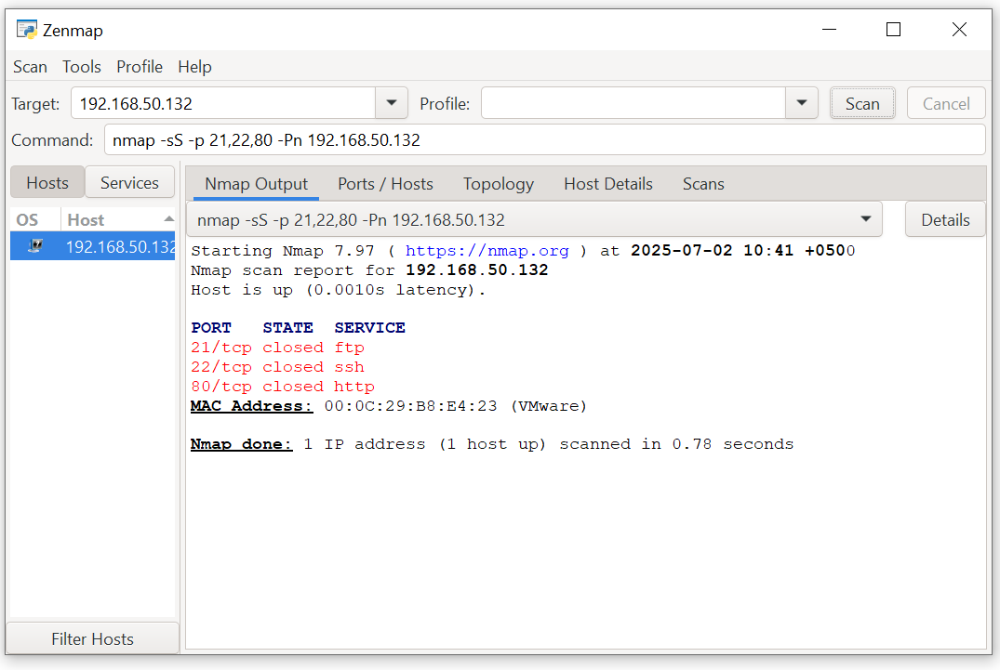 Zenmap
Scan Tools Profile Help
Target: 192.168.50.132 Profile: Scan Cancel
Command: nmap -sS -p 21,22,80 -Pn 192.168.50.132
Hosts Services
Nmap Output Ports / Hosts Topology Host Details Scans
OS Host
192.168.50.132
nmap -sS -p 21,22,80 -Pn 192.168.50.132 Details
Starting Nmap 7.97 ( https://nmap.org ) at 2025-07-02 10:41 +0500
Nmap scan report for 192.168.50.132
Host is up (0.0010s latency).
PORT STATE SERVICE
21/tcp closed ftp
22/tcp closed ssh
80/tcp closed http
MAC Address: 00:0C:29:B8:E4:23 (VMware)
Nmap done: 1 IP address (1 host up) scanned in 0.78 seconds
Filter Hosts